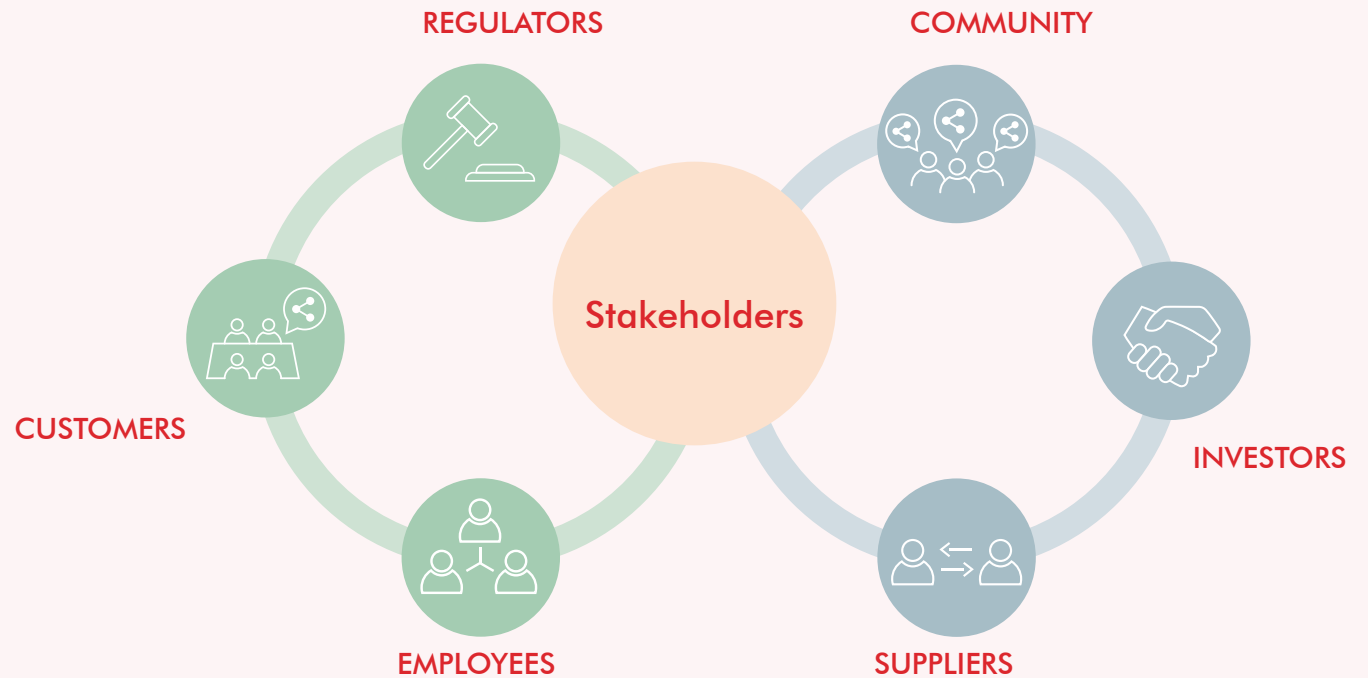 REGULATORS
COMMUNITY
Stakeholders
CUSTOMERS
INVESTORS
EMPLOYEES
SUPPLIERS